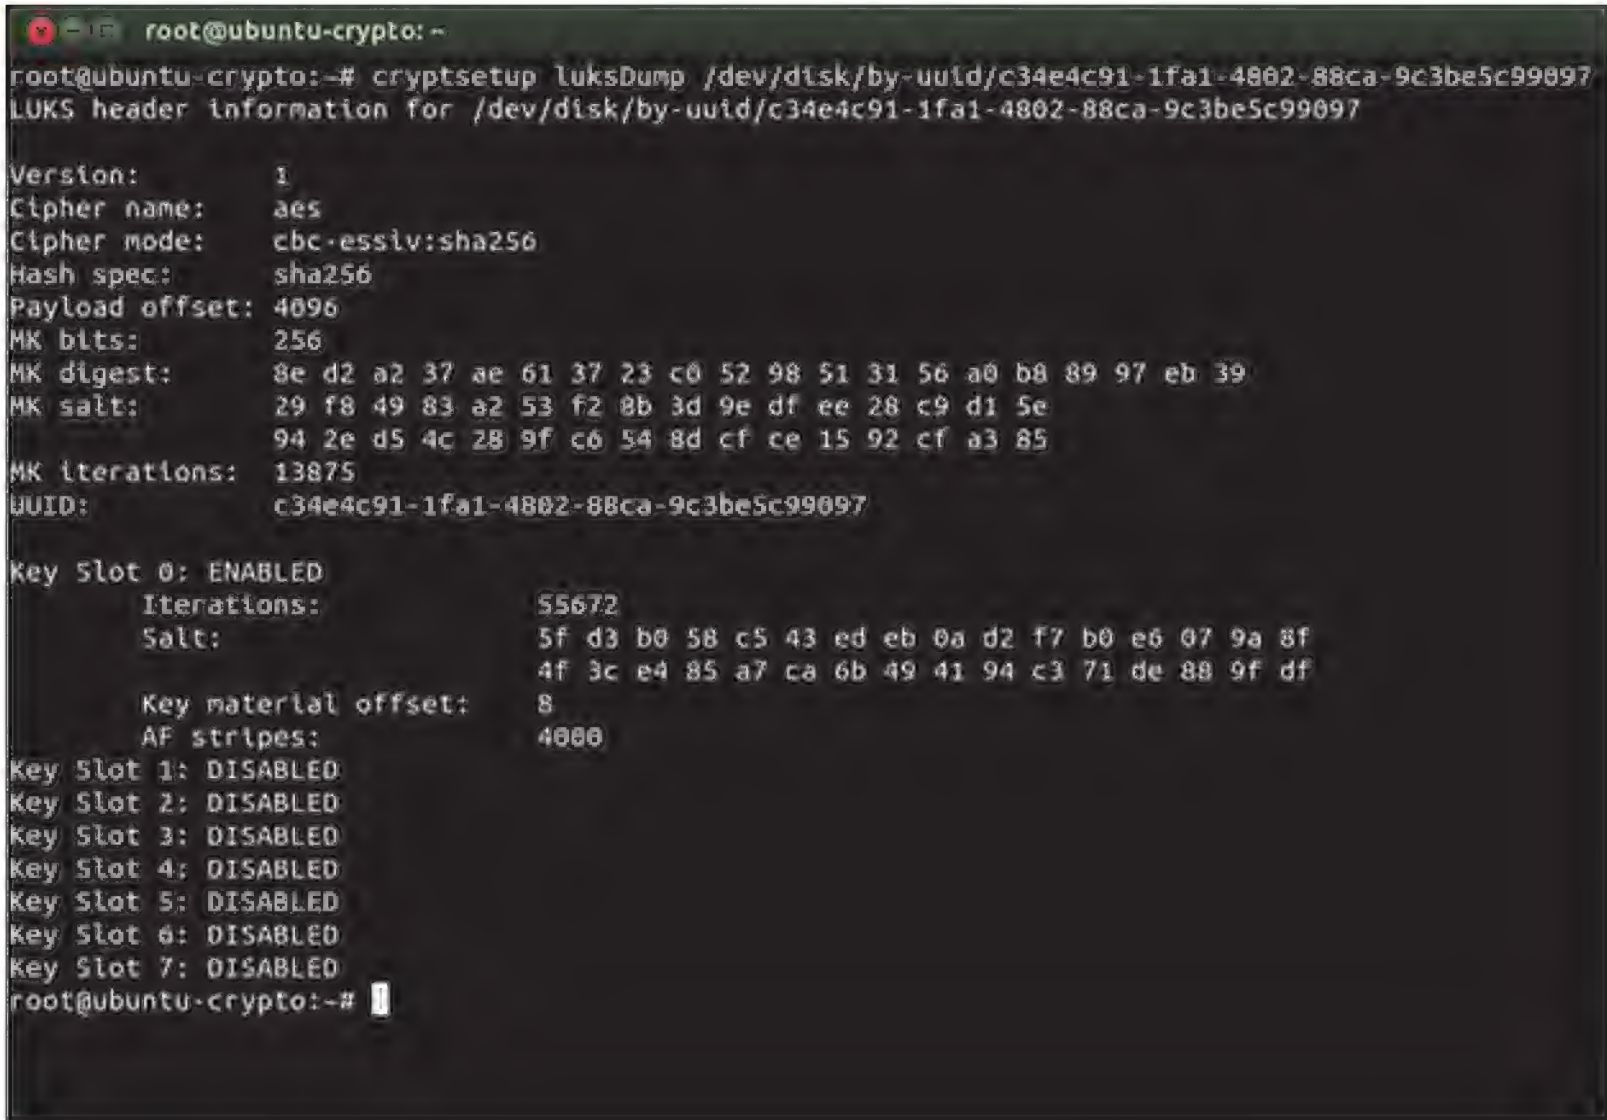 root@ubuntu-crypto: ~
root@ubuntu-crypto:~# cryptsetup luksDump /dev/disk/by-uuid/c34e4c91-1fa1-4802-88ca-9c3be5c99097
LUKS header information for /dev/disk/by-uuid/c34e4c91-1fa1-4802-88ca-9c3be5c99097
Version: 1
Cipher name: aes
Cipher mode: cbc-essiv:sha256
Hash spec: sha256
Payload offset: 4096
MK bits: 256
MK digest: 8e d2 a2 37 ae 61 37 23 c0 52 98 51 31 56 a0 b8 89 97 eb 39
MK salt: 29 f8 49 83 a2 53 f2 8b 3d 9e df ee 28 c9 d1 5e
94 2e d5 4c 28 9f c6 54 8d cf ce 15 92 cf a3 85
MK iterations: 13875
UUID: c34e4c91-1fa1-4802-88ca-9c3be5c99097
Key Slot 0: ENABLED
Iterations: 55672
Salt: 5f d3 b0 58 c5 43 ed eb 0a d2 f7 b0 e6 07 9a 8f
4f 3c e4 85 a7 ca 6b 49 41 94 c3 71 de 88 9f df
Key material offset: 8
AF stripes: 4000
Key Slot 1: DISABLED
Key Slot 2: DISABLED
Key Slot 3: DISABLED
Key Slot 4: DISABLED
Key Slot 5: DISABLED
Key Slot 6: DISABLED
Key Slot 7: DISABLED
root@ubuntu-crypto:~#